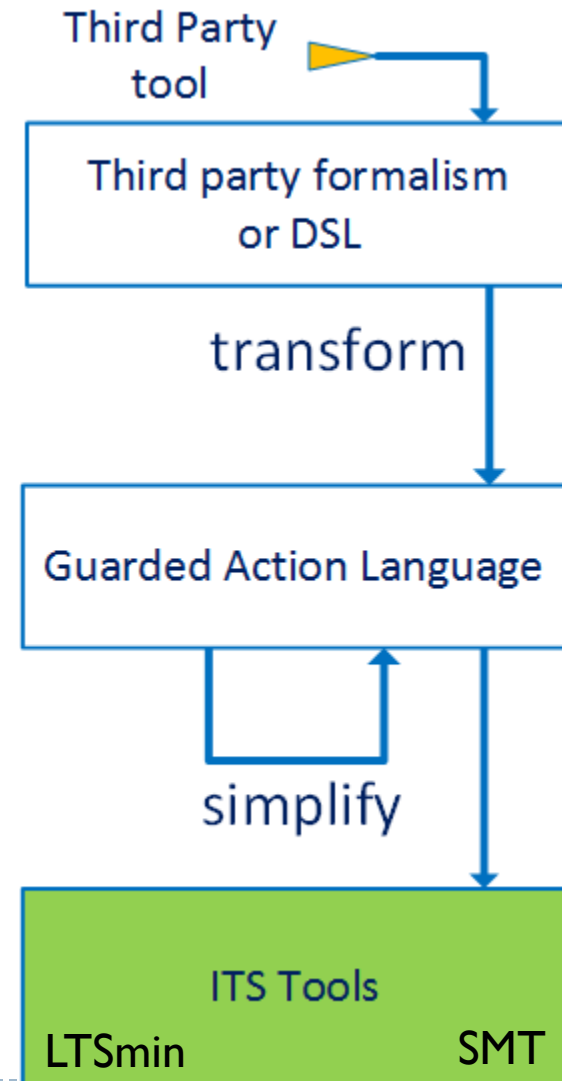 Third Party
tool
Third party formalism
or DSL
transform
Guarded Action Language
simplify
ITS Tools
LTSmin SMT